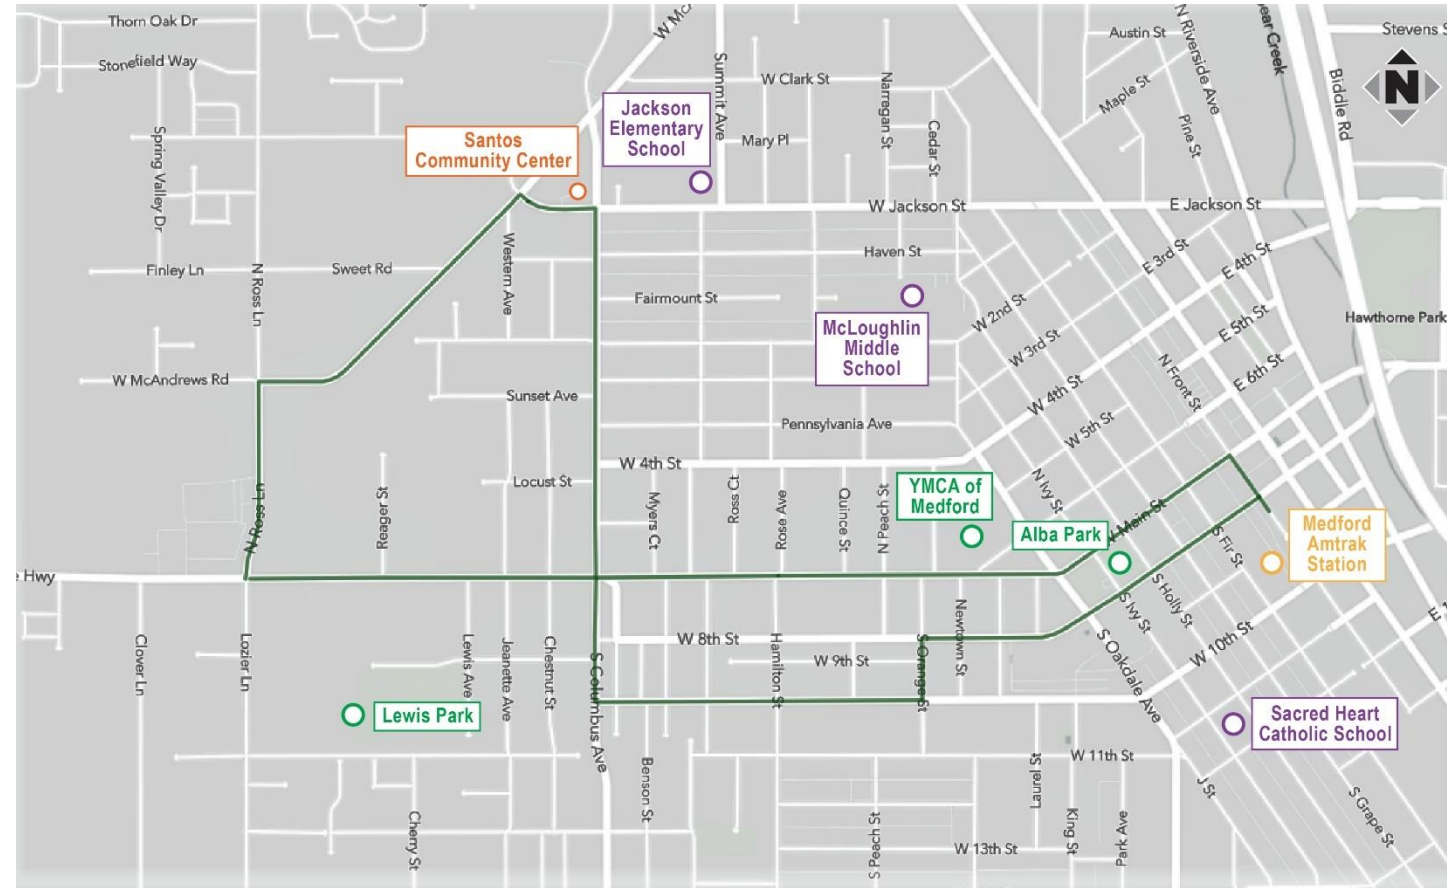 Thorn Oak Dr
Stonefield Way
Spring Valley Dr
Finley Ln
N Ross Ln
Sweet Rd
W McAndrews Rd
Santos
Community Center
Jackson
Elementary
School
Summit Ave
W Clark St
Mary Pl
Narregan St
Cedar St
Austin St
Maple St
Pine St
N Riverside Ave
Bear Creek
Biddle Rd
N
W Jackson St
E Jackson St
Western Ave
Haven St
Fairmount St
McLoughlin
Middle
School
W 2nd St
W 3rd St
W 4th St
W 5th St
E 3rd St
E 4th St
E 5th St
E 6th St
N Front St
Hawthorne Park
Sunset Ave
Pennsylvania Ave
W 4th St
Locust St
N Ross Ln
Reager St
Myers Ct
Ross Ct
Rose Ave
Quince St
N Peach St
YMCA of
Medford
N Ivy St
Alba Park
W Main St
S Fir St
Medford
Amtrak
Station
e Hwy
Clover Ln
Lozier Ln
Lewis Ave
Jeanette Ave
Chestnut St
S Columbus Ave
W 8th St
W 9th St
Hamilton St
S Orange St
Newtown St
S Ivy St
S Holly St
S Oakdale Ave
W 10th St
Lewis Park
Sacred Heart
Catholic School
W 11th St
Benson St
Laurel St
King St
Park Ave
J St
S Grape St
Cherry St
S Peach St
W 13th St